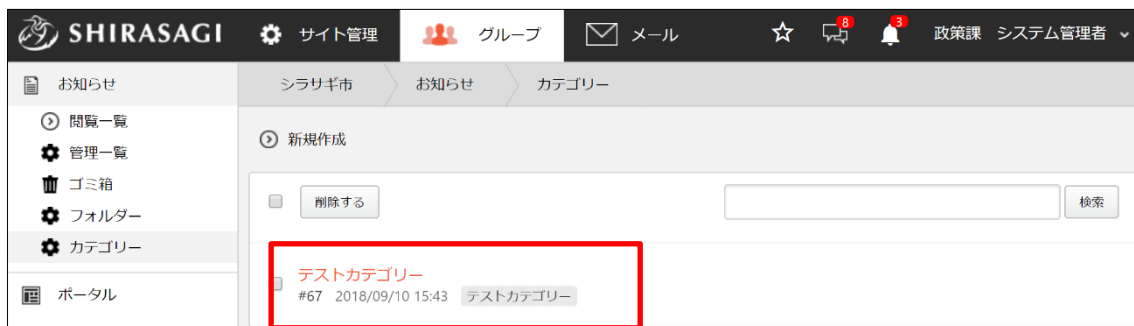 SHIRASAGI サイト管理 グループ メール 8 3 政策課 システム管理者
お知らせ
シラサギ市 お知らせ カテゴリー
閲覧一覧
管理一覧
ゴミ箱
フォルダー
カテゴリー
ポータル
新規作成
削除する 検索
テストカテゴリー
#67 2018/09/10 15:43 テストカテゴリー